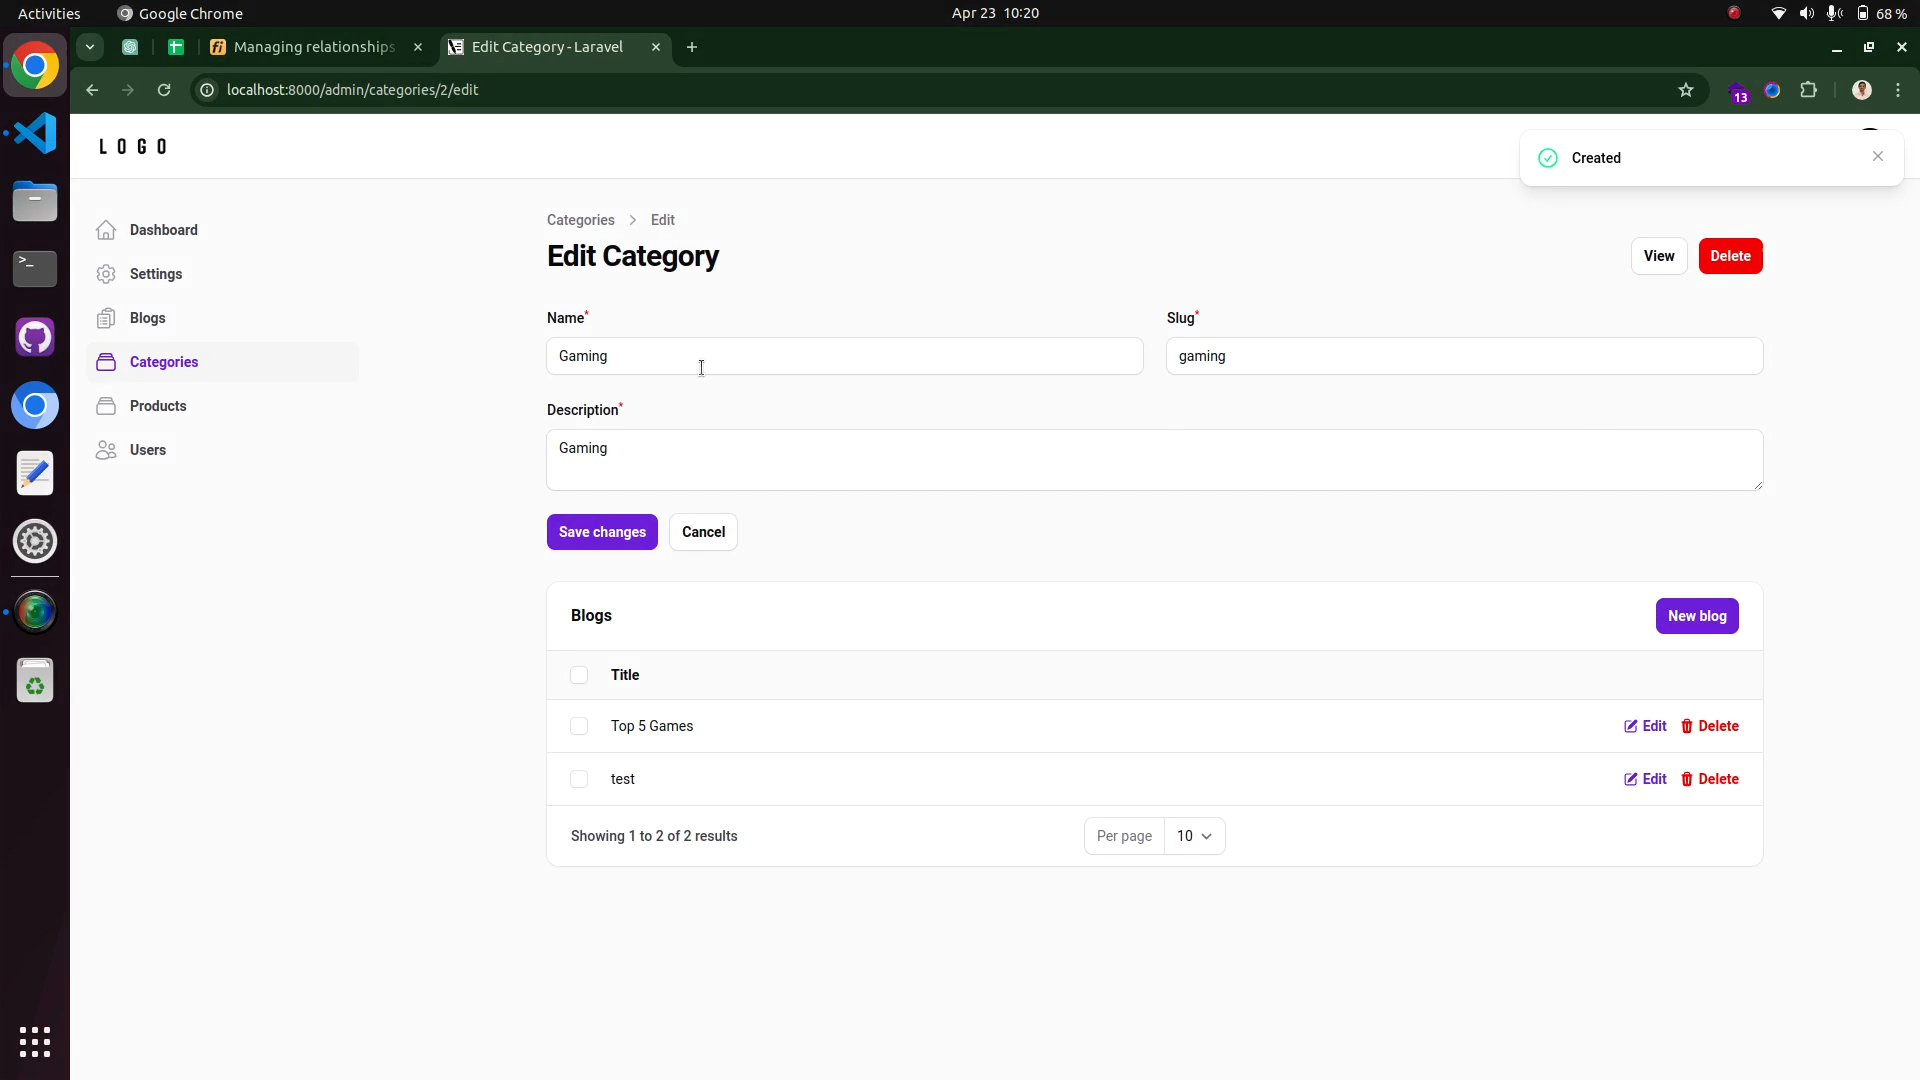 Activities
Google Chrome
Apr 23 10:20
68 %
Managing relationships
Edit Category - Laravel
localhost:8000/admin/categories/2/edit
13
LOGO
Created
Dashboard
Settings
Blogs
Categories
Products
Users
Categories > Edit
Edit Category
View
Delete
Name*
Slug*
Gaming
gaming
Description*
Gaming
Save changes
Cancel
Blogs
New blog
Title
Top 5 Games
Edit
Delete
test
Edit
Delete
Showing 1 to 2 of 2 results
Per page
10